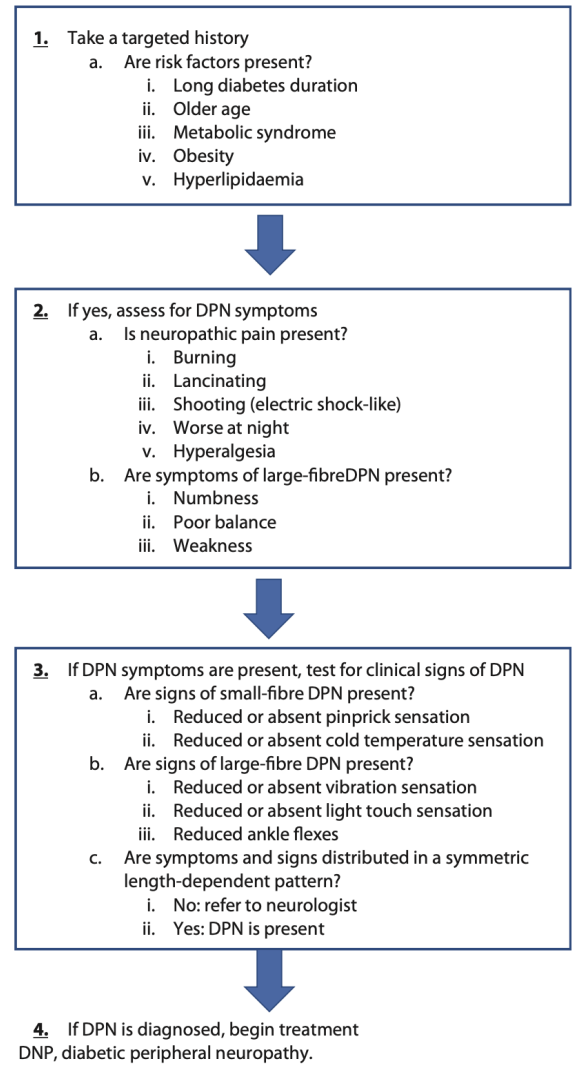 1. Take a targeted history
a. Are risk factors present?
i. Long diabetes duration
ii. Older age
iii. Metabolic syndrome
iv. Obesity
v. Hyperlipidaemia
2. If yes, assess for DPN symptoms
a. Is neuropathic pain present?
i. Burning
ii. Lancinating
iii. Shooting (electric shock-like)
iv. Worse at night
v. Hyperalgesia
b. Are symptoms of large-fibreDPN present?
i. Numbness
ii. Poor balance
iii. Weakness
3. If DPN symptoms are present, test for clinical signs of DPN
a. Are signs of small-fibre DPN present?
i. Reduced or absent pinprick sensation
ii. Reduced or absent cold temperature sensation
b. Are signs of large-fibre DPN present?
i. Reduced or absent vibration sensation
ii. Reduced or absent light touch sensation
iii. Reduced ankle flexes
c. Are symptoms and signs distributed in a symmetric
length-dependent pattern?
i. No: refer to neurologist
ii. Yes: DPN is present
4. If DPN is diagnosed, begin treatment
DNP, diabetic peripheral neuropathy.